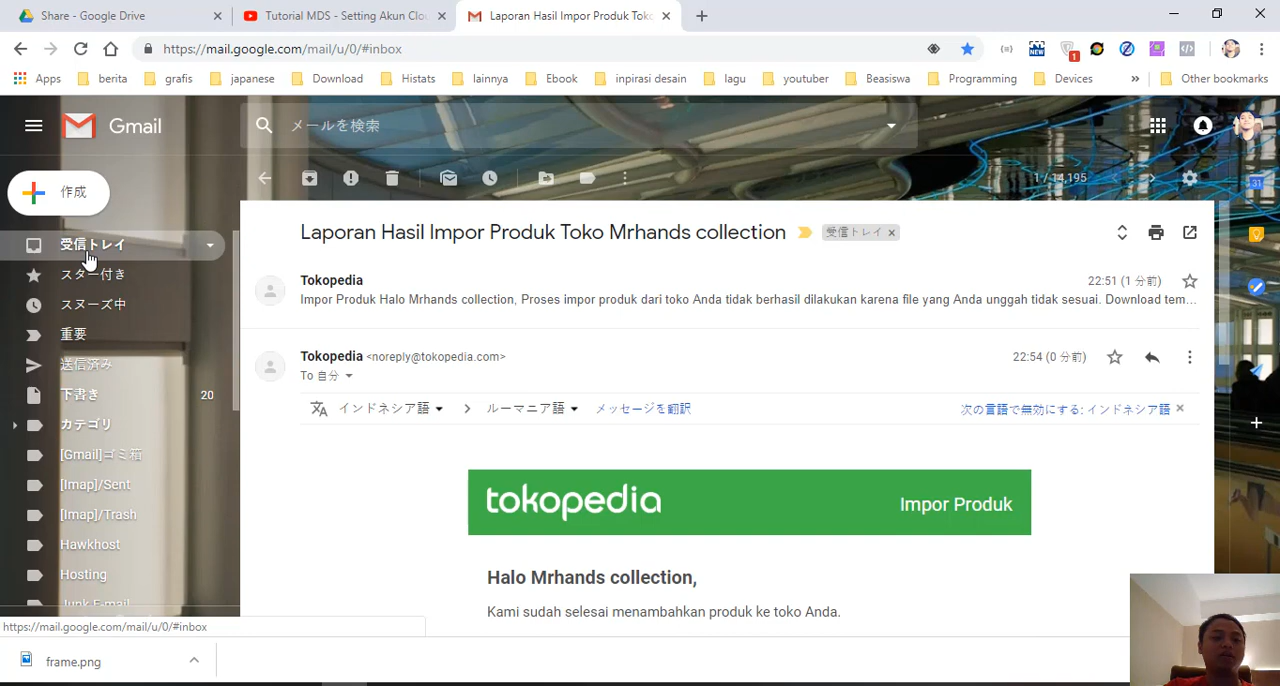 Share - Google Drive
Tutorial MDS - Setting Akun Clou
Laporan Hasil Impor Produk Toko
https://mail.google.com/mail/u/0/#inbox
NEW
1
Apps
berita
grafis
japanese
Download
Histats
lainnya
Ebook
inpirasi desain
lagu
youtuber
Beasiswa
Programming
Devices
Other bookmarks
Gmail
メールを検索
作成
1 / 14,195
31
受信トレイ
スター付き
スヌーズ中
重要
送信済み
下書き 20
カテゴリ
[Gmail]ゴミ箱
[Imap]/Sent
[Imap]/Trash
Hawkhost
Hosting
Junk E-mail
Laporan Hasil Impor Produk Toko Mrhands collection
受信トレイ
Tokopedia
22:51 (1 分前)
Impor Produk Halo Mrhands collection, Proses impor produk dari toko Anda tidak berhasil dilakukan karena file yang Anda unggah tidak sesuai. Download tem...
Tokopedia <noreply@tokopedia.com>
22:54 (0 分前)
To 自分
インドネシア語 > ルーマニア語 メッセージを翻訳
次の言語で無効にする: インドネシア語
tokopedia
Impor Produk
Halo Mrhands collection,
Kami sudah selesai menambahkan produk ke toko Anda.
https://mail.google.com/mail/u/0/#inbox
frame.png